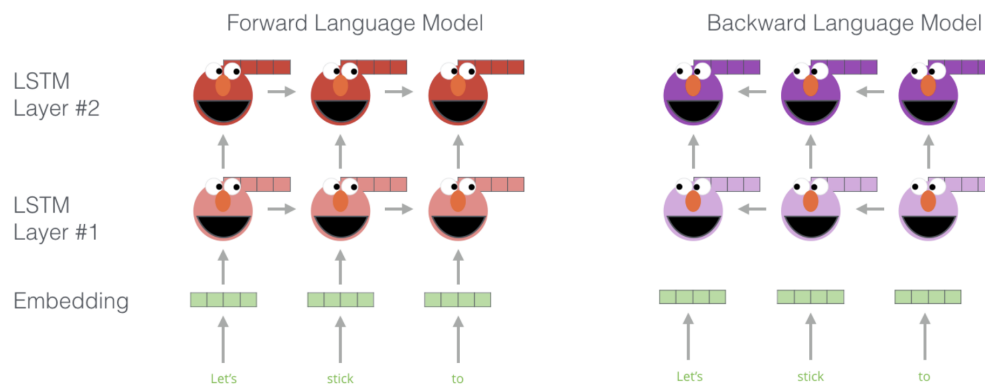 Forward Language Model
Backward Language Model
LSTM
Layer #2
LSTM
Layer #1
Embedding
Let's
stick
to
Let's
stick
to